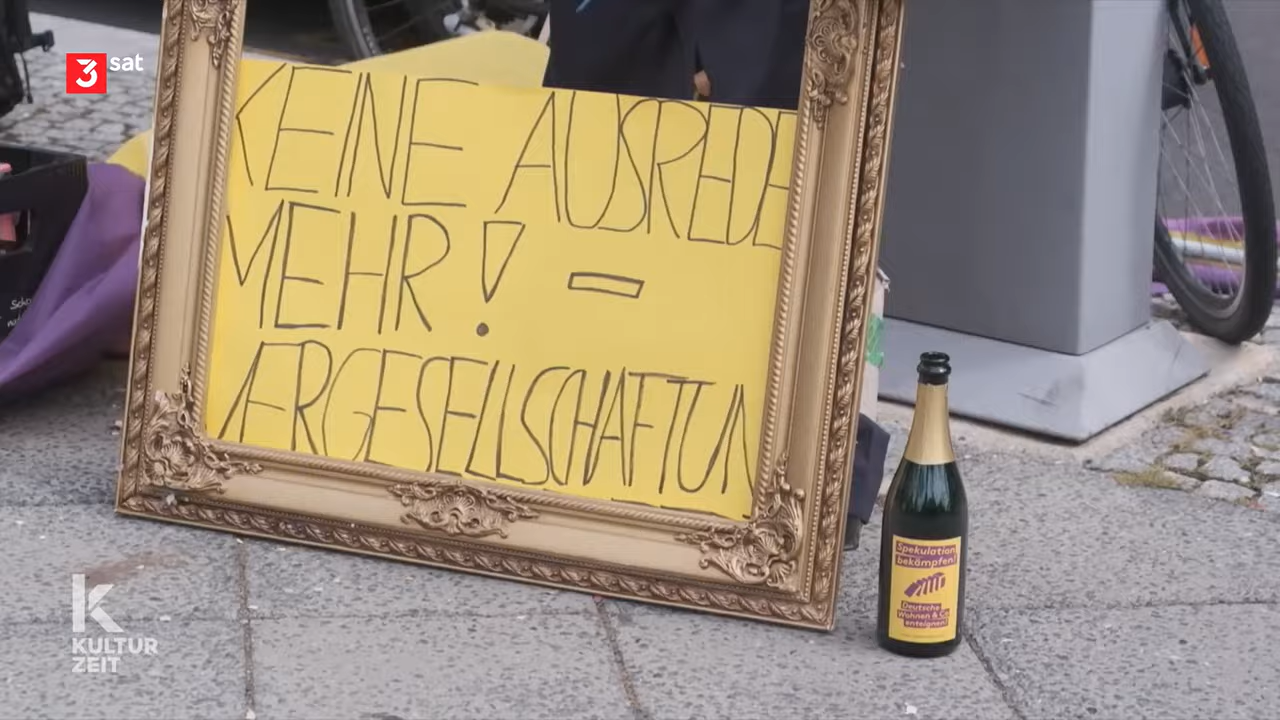 3sat
KEINE AUSREDE
MEHR! -
VERGESELLSCHAFTUN
Spekulation
bekämpfen!
Deutsche
Wohnen & Co
enteignen!
K
KULTUR
ZEIT